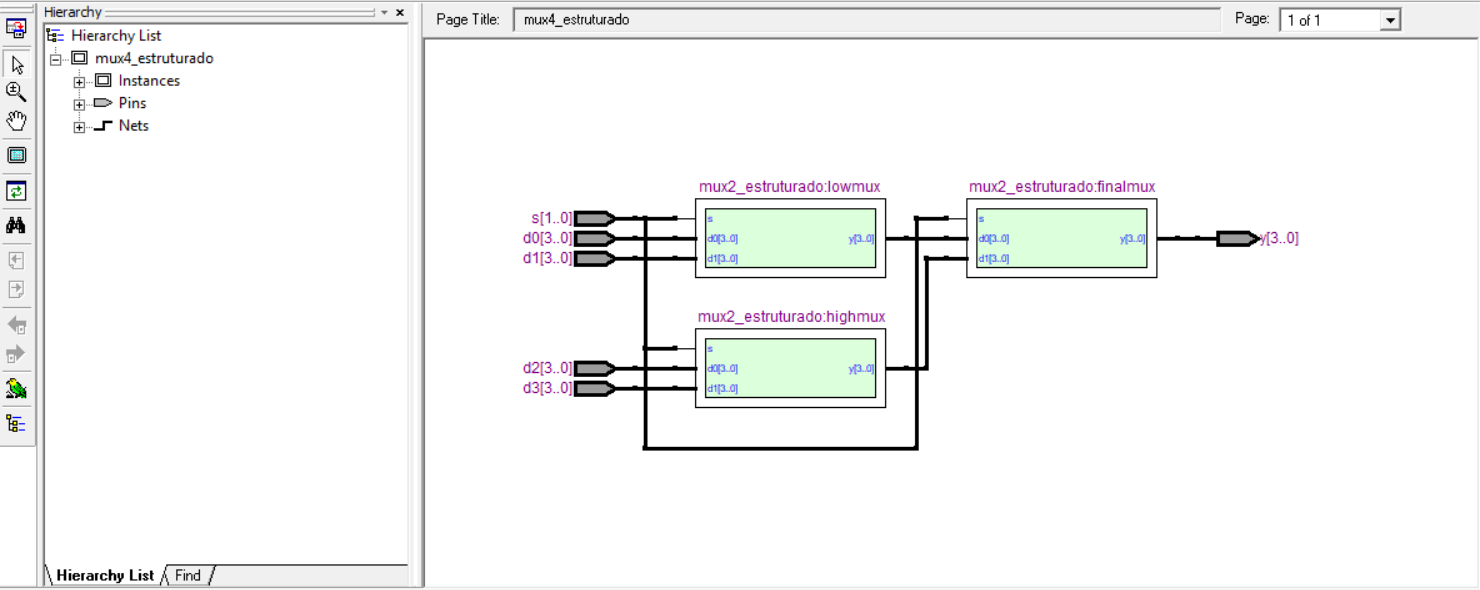 Hierarchy
Hierarchy List
mux4_estruturado
Instances
Pins
Nets
Hierarchy List
Find
Page Title:
mux4_estruturado
Page:
1 of 1
mux2_estruturado:lowmux
s
d0[3..0]
d1[3..0]
y[3..0]
mux2_estruturado:finalmux
s
d0[3..0]
d1[3..0]
y[3..0]
s[1..0]
d0[3..0]
d1[3..0]
y[3..0]
mux2_estruturado:highmux
s
d0[3..0]
d1[3..0]
y[3..0]
d2[3..0]
d3[3..0]